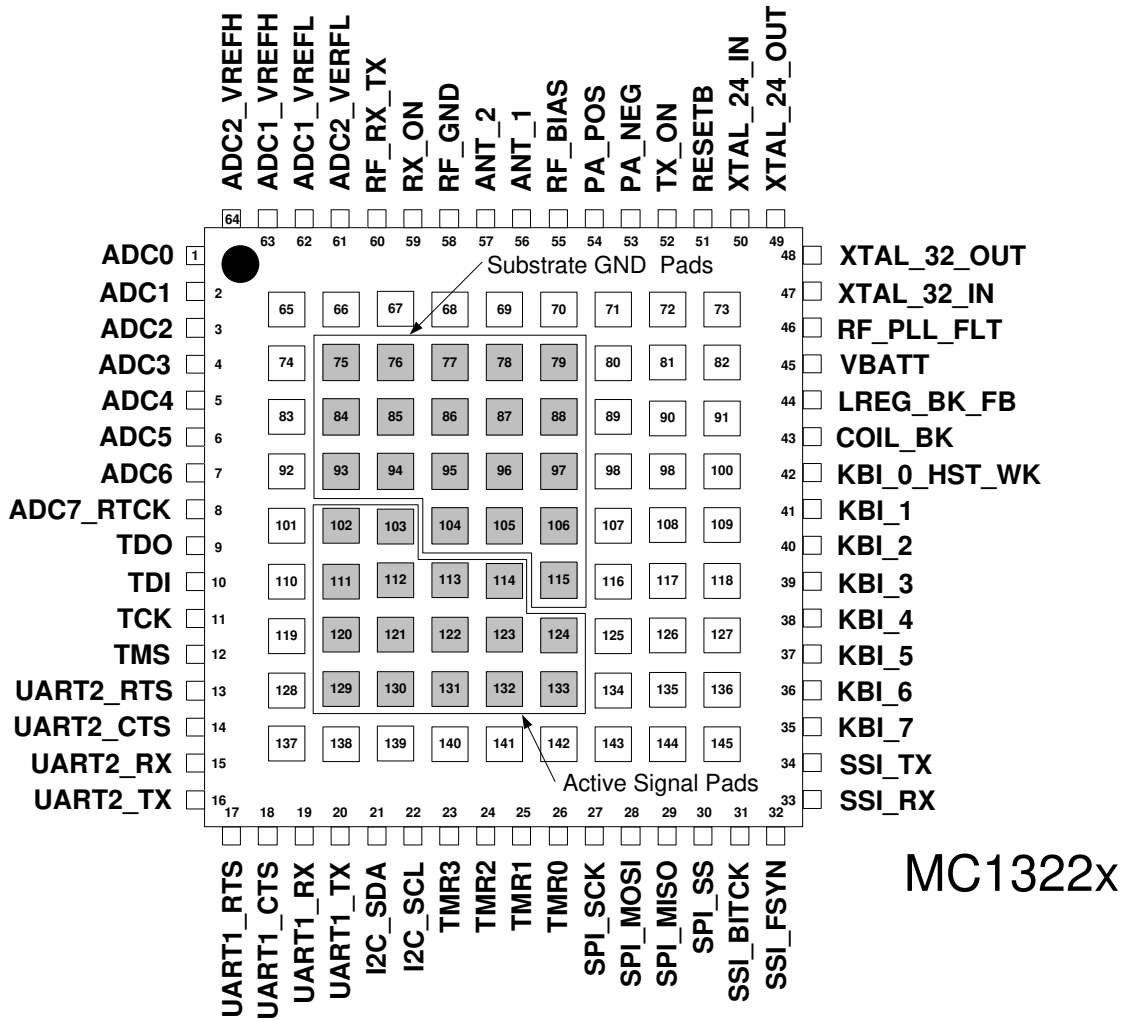 ADC2_VREFH
ADC1_VREFH
ADC1_VREFL
ADC2_VERFL
RF_RX_TX
RX_ON
RF_GND
ANT_2
ANT_1
RF_BIAS
PA_POS
PA_NEG
TX_ON
RESETB
XTAL_24_IN
XTAL_24_OUT
64 63 62 61 60 59 58 57 56 55 54 53 52 51 50 49
ADC0 1
ADC1 2
ADC2 3
ADC3 4
ADC4 5
ADC5 6
ADC6 7
ADC7_RTCK 8
TDO 9
TDI 10
TCK 11
TMS 12
UART2_RTS 13
UART2_CTS 14
UART2_RX 15
UART2_TX 16
Substrate GND Pads
65 66 67 68 69 70 71 72 73
74 75 76 77 78 79 80 81 82
83 84 85 86 87 88 89 90 91
92 93 94 95 96 97 98 98 100
101 102 103 104 105 106 107 108 109
110 111 112 113 114 115 116 117 118
119 120 121 122 123 124 125 126 127
128 129 130 131 132 133 134 135 136
137 138 139 140 141 142 143 144 145
Active Signal Pads
48 XTAL_32_OUT
47 XTAL_32_IN
46 RF_PLL_FLT
45 VBATT
44 LREG_BK_FB
43 COIL_BK
42 KBI_0_HST_WK
41 KBI_1
40 KBI_2
39 KBI_3
38 KBI_4
37 KBI_5
36 KBI_6
35 KBI_7
34 SSI_TX
33 SSI_RX
17 18 19 20 21 22 23 24 25 26 27 28 29 30 31 32
UART1_RTS
UART1_CTS
UART1_RX
UART1_TX
I2C_SDA
I2C_SCL
TMR3
TMR2
TMR1
TMR0
SPI_SCK
SPI_MOSI
SPI_MISO
SPI_SS
SSI_BITCK
SSI_FSYN
MC1322x